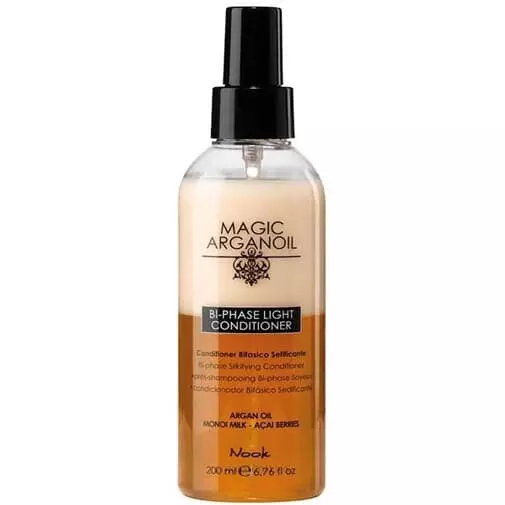 MAGIC
ARGANOIL
BI-PHASE LIGHT
CONDITIONER
Conditioner Bifasico Setificante
Bi-phase Silkifying Conditioner
Après-shampooing Bi-phase Soyeux
Acondicionador Bifásico Sedificante
ARGAN OIL
MONOI MILK - AÇAI BERRIES
Nook
200 ml e 6.76 fl oz